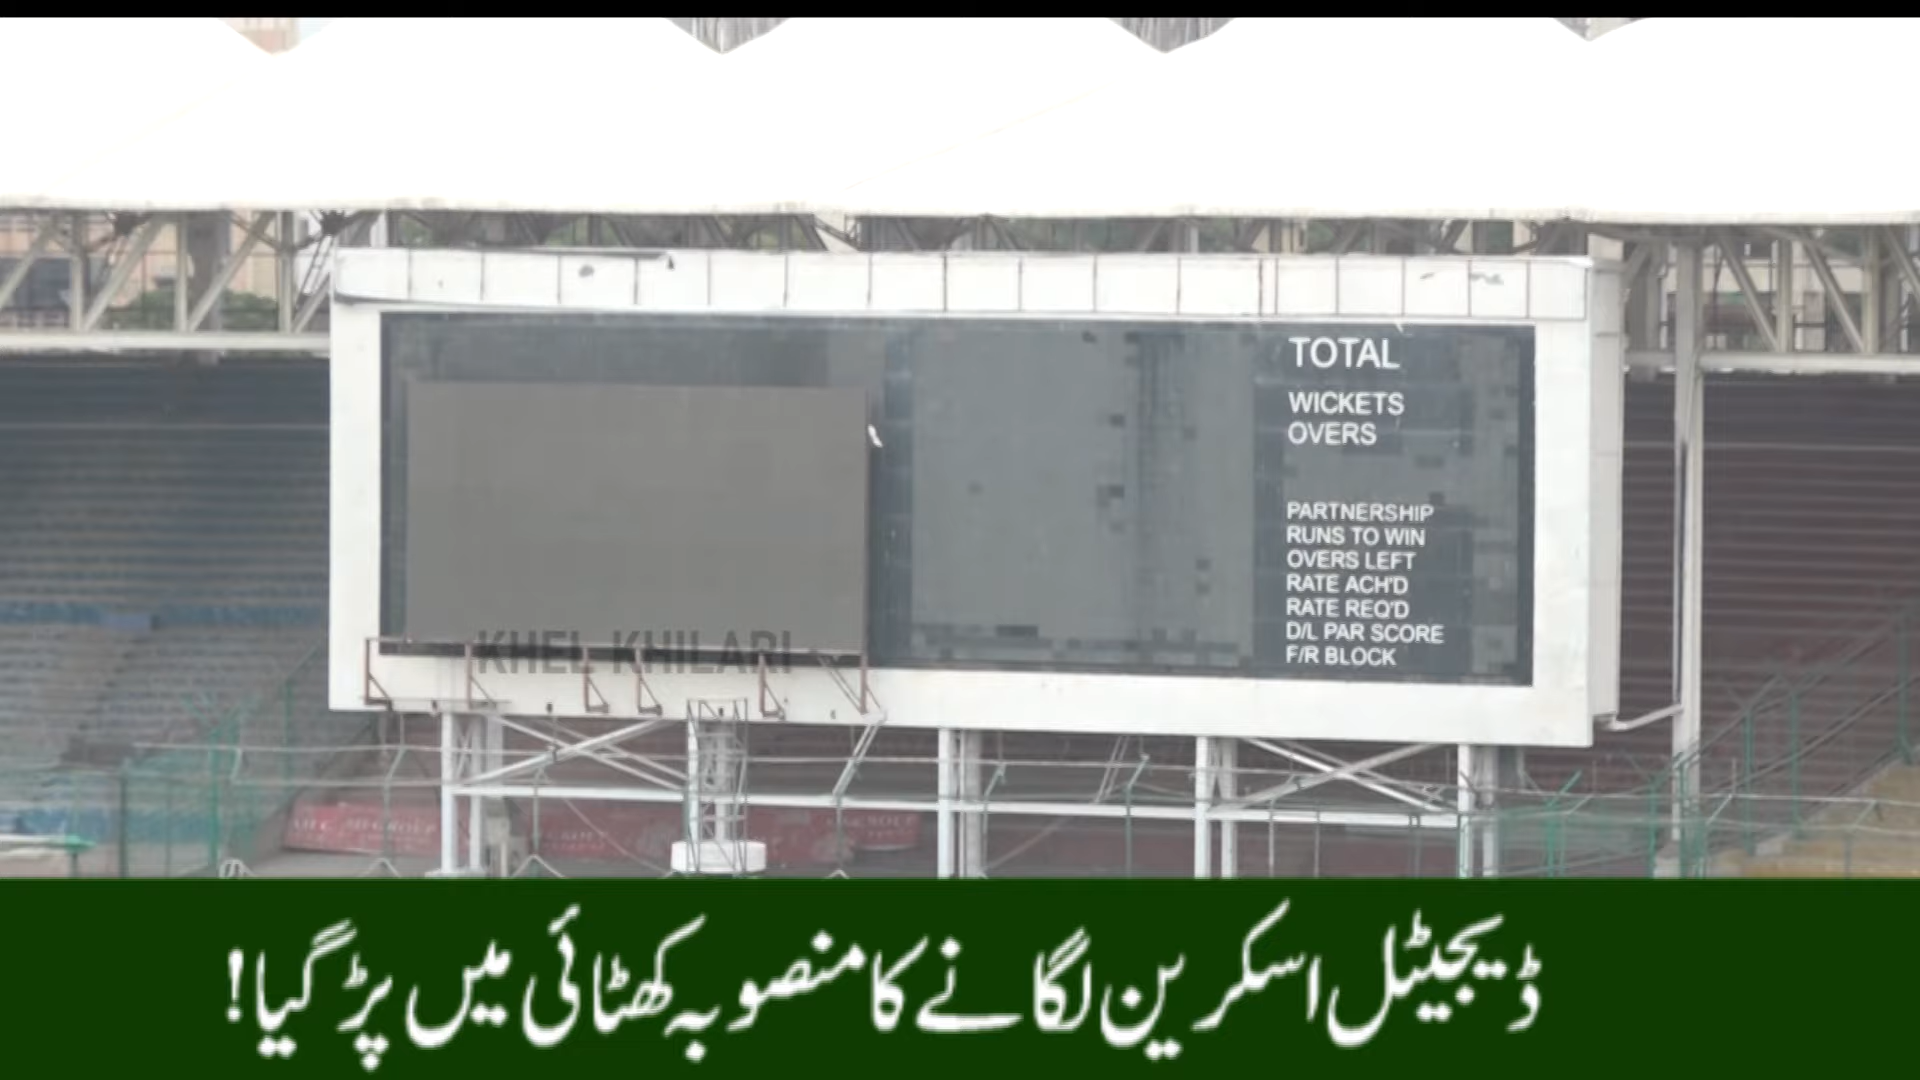 TOTAL
WICKETS
OVERS
PARTNERSHIP
RUNS TO WIN
OVERS LEFT
RATE ACH'D
RATE REQ'D
D/L PAR SCORE
F/R BLOCK
KHEL KHILARI
ڈیجیٹل اسکرین لگانے کا منصوبہ کھٹائی میں پڑ گیا!